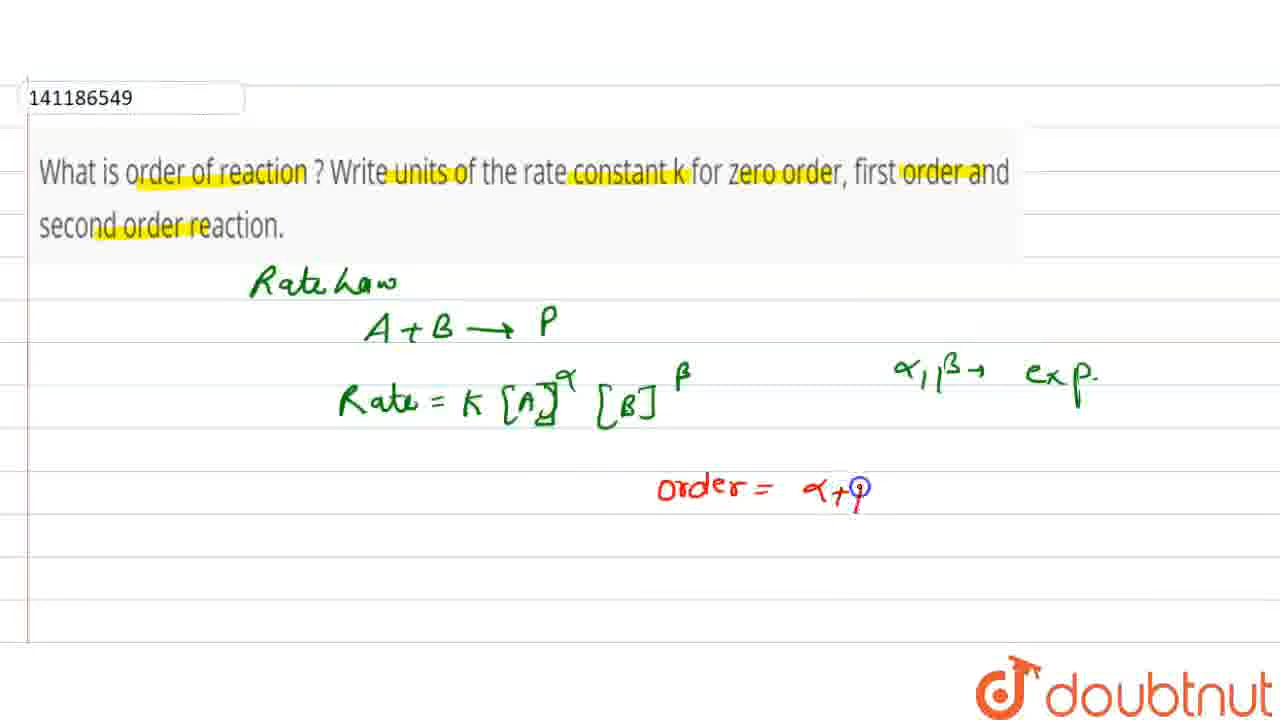 141186549
What is order of reaction ? Write units of the rate constant k for zero order, first order and
second order reaction.
Rate Law
A + B → P
Rate = K [A]^α [B]^β
α, β → exp.
order = α +
doubtnut